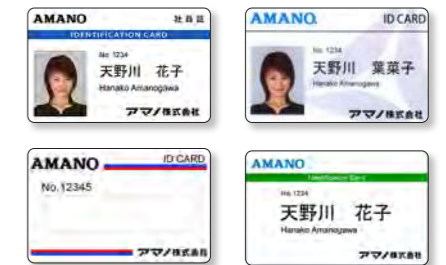 AMANO 社員証
IDENTIFICATION CARD
No 1234
天野川 花子
Hanako Amanogawa
アマノ株式会社
AMANO ID CARD
No. 1234
天野川 葉菜子
Hanako Amanogawa
アマノ株式会社
AMANO ID CARD
No.12345
アマノ株式会社
AMANO
Identification Card
No. 1234
天野川 花子
Hanako Amanogawa
アマノ株式会社